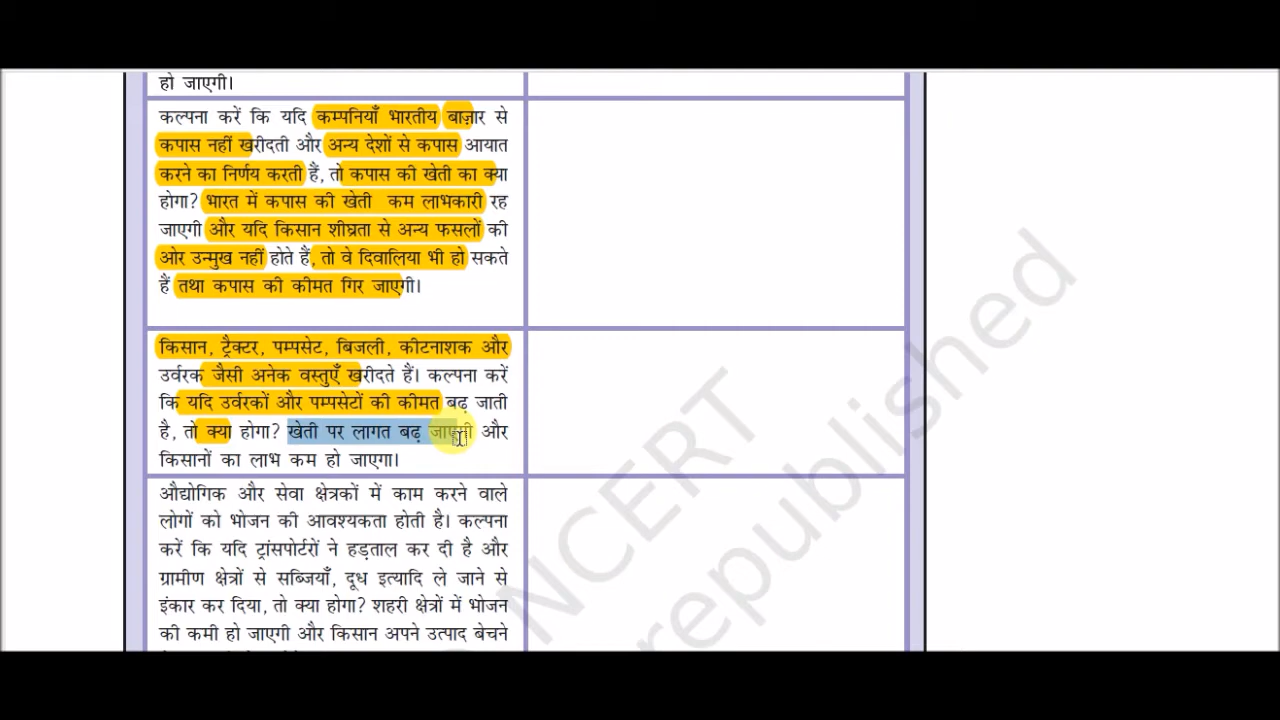 हो जाएगी।
कल्पना करें कि यदि कम्पनियाँ भारतीय बाज़ार से
कपास नहीं खरीदती और अन्य देशों से कपास आयात
करने का निर्णय करती हैं, तो कपास की खेती का क्या
होगा? भारत में कपास की खेती कम लाभकारी रह
जाएगी और यदि किसान शीघ्रता से अन्य फसलों की
ओर उन्मुख नहीं होते हैं, तो वे दिवालिया भी हो सकते
हैं तथा कपास की कीमत गिर जाएगी।
किसान, ट्रैक्टर, पम्पसेट, बिजली, कीटनाशक और
उर्वरक जैसी अनेक वस्तुएँ खरीदते हैं। कल्पना करें
कि यदि उर्वरकों और पम्पसेटों की कीमत बढ़ जाती
है, तो क्या होगा? खेती पर लागत बढ़ जाएगी और
किसानों का लाभ कम हो जाएगा।
औद्योगिक और सेवा क्षेत्रकों में काम करने वाले
लोगों को भोजन की आवश्यकता होती है। कल्पना
करें कि यदि ट्रांसपोर्टरों ने हड़ताल कर दी है और
ग्रामीण क्षेत्रों से सब्जियाँ, दूध इत्यादि ले जाने से
इंकार कर दिया, तो क्या होगा? शहरी क्षेत्रों में भोजन
की कमी हो जाएगी और किसान अपने उत्पाद बेचने
NCERT
republished